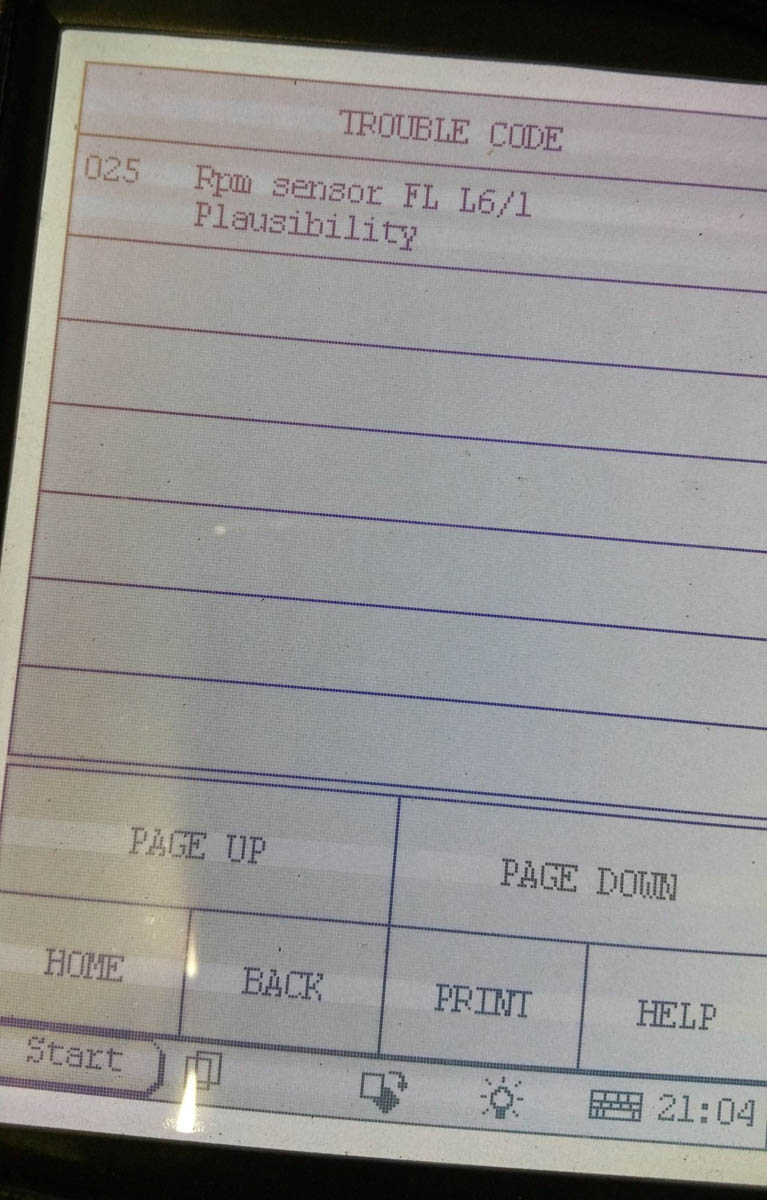 TROUBLE CODE
025 Rpm sensor FL L6/1
Plausibility
PAGE UP
PAGE DOWN
HOME
BACK
PRINT
HELP
Start
21:04